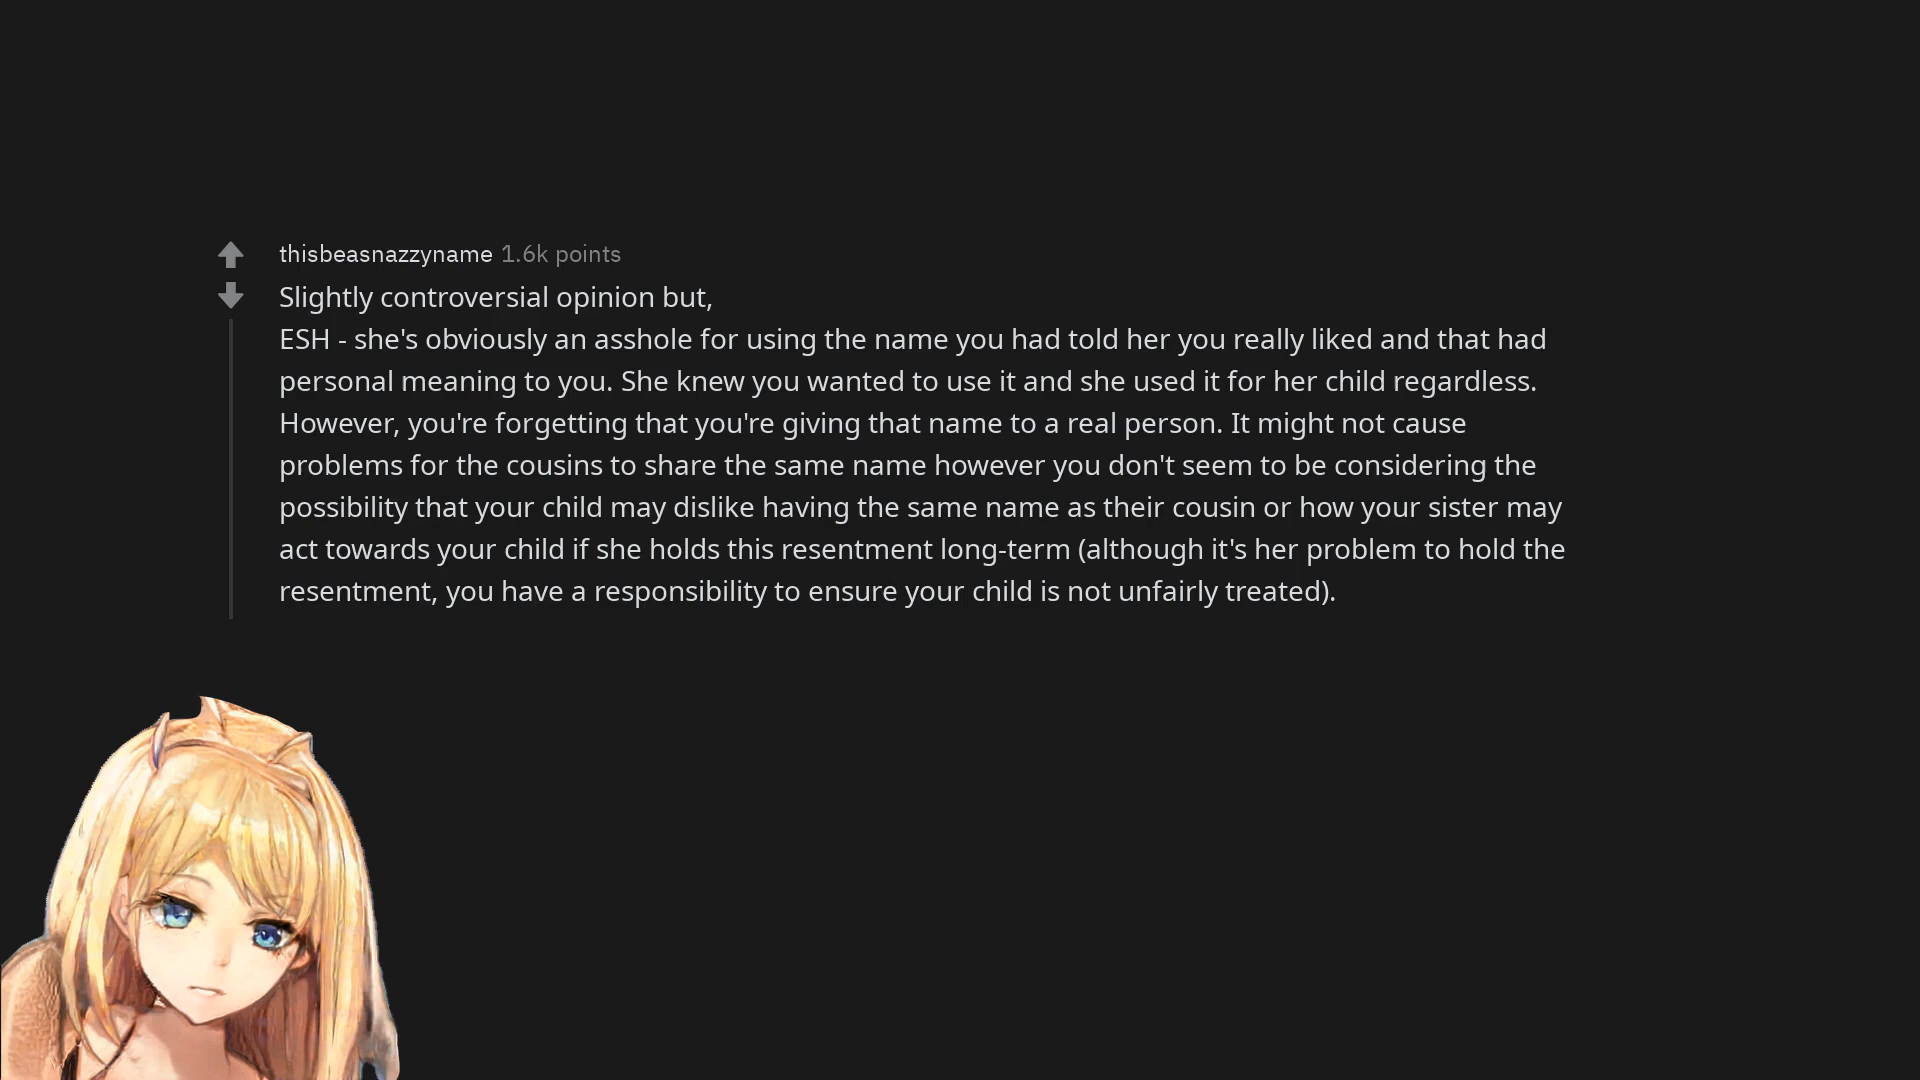 thisbeasnazzyname 1.6k points
Slightly controversial opinion but,
ESH - she's obviously an asshole for using the name you had told her you really liked and that had
personal meaning to you. She knew you wanted to use it and she used it for her child regardless.
However, you're forgetting that you're giving that name to a real person. It might not cause
problems for the cousins to share the same name however you don't seem to be considering the
possibility that your child may dislike having the same name as their cousin or how your sister may
act towards your child if she holds this resentment long-term (although it's her problem to hold the
resentment, you have a responsibility to ensure your child is not unfairly treated).